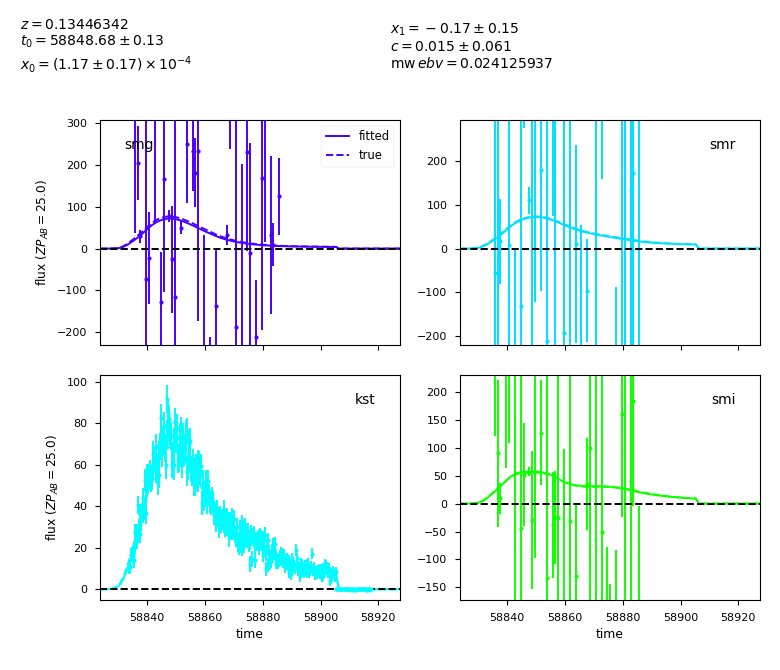 z = 0.13446342
t₀ = 58848.68 ± 0.13
x₀ = (1.17 ± 0.17) × 10⁻⁴
x₁ = −0.17 ± 0.15
c = 0.015 ± 0.061
mwebv = 0.024125937
smg
fitted
true
300
200
100
0
−100
−200
flux (ZP_AB = 25.0)
smr
200
100
0
−100
−200
kst
100
80
60
40
20
0
flux (ZP_AB = 25.0)
58840 58860 58880 58900 58920
time
smi
200
150
100
50
0
−50
−100
−150
58840 58860 58880 58900 58920
time